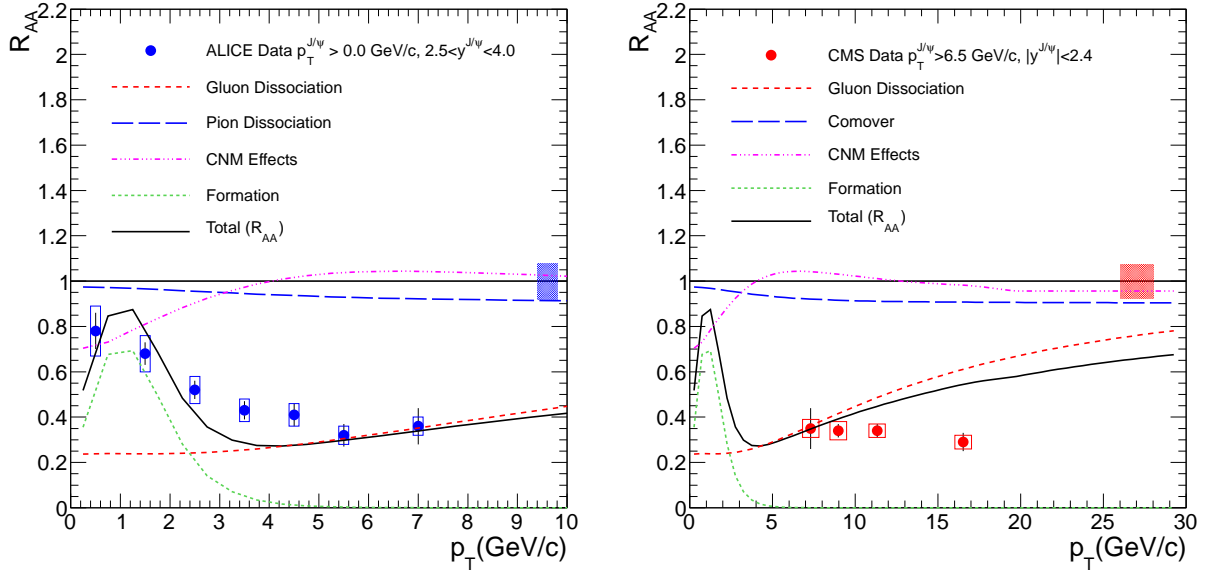 R_AA
2.2
2
1.8
1.6
1.4
1.2
1
0.8
0.6
0.4
0.2
0
ALICE Data p_T^{J/ψ} > 0.0 GeV/c, 2.5<y^{J/ψ}<4.0
Gluon Dissociation
Pion Dissociation
CNM Effects
Formation
Total (R_AA)
0 1 2 3 4 5 6 7 8 9 10
p_T(GeV/c)
R_AA
2.2
2
1.8
1.6
1.4
1.2
1
0.8
0.6
0.4
0.2
0
CMS Data p_T^{J/ψ}>6.5 GeV/c, |y^{J/ψ}|<2.4
Gluon Dissociation
Comover
CNM Effects
Formation
Total (R_AA)
0 5 10 15 20 25 30
p_T(GeV/c)